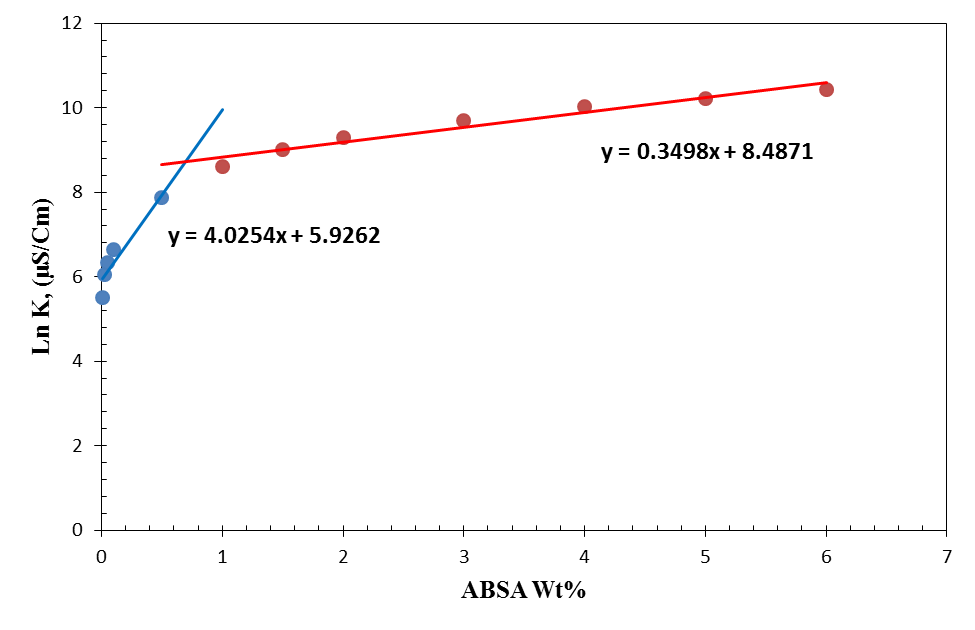 12
10
8
6
4
2
0
Ln K, (µS/Cm)
y = 0.3498x + 8.4871
y = 4.0254x + 5.9262
0 1 2 3 4 5 6 7
ABSA Wt%